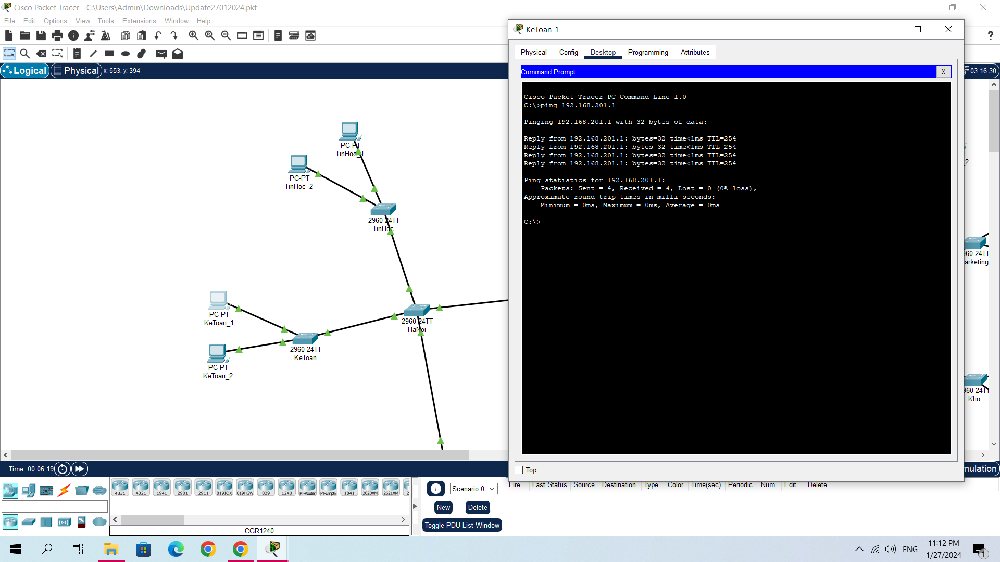 Cisco Packet Tracer - C:\Users\Admin\Downloads\Update27012024.pkt
File Edit Options View Tools Extensions Window Help
Logical Physical x: 653, y: 394
03:16:30
PC-PT
TinHoc_1
PC-PT
TinHoc_2
2960-24TT
TinHoc
PC-PT
KeToan_1
2960-24TT
HaNoi
2960-24TT
KeToan
PC-PT
KeToan_2
KeToan_1
Physical Config Desktop Programming Attributes
Command Prompt X
Cisco Packet Tracer PC Command Line 1.0
C:\>ping 192.168.201.1
Pinging 192.168.201.1 with 32 bytes of data:
Reply from 192.168.201.1: bytes=32 time<1ms TTL=254
Reply from 192.168.201.1: bytes=32 time<1ms TTL=254
Reply from 192.168.201.1: bytes=32 time<1ms TTL=254
Reply from 192.168.201.1: bytes=32 time<1ms TTL=254
Ping statistics for 192.168.201.1:
Packets: Sent = 4, Received = 4, Lost = 0 (0% loss),
Approximate round trip times in milli-seconds:
Minimum = 0ms, Maximum = 0ms, Average = 0ms
C:\>
Top
_2
960-24TT
arketing
960-24TT
Kho
Time: 00:06:19
mulation
4331 4321 1941 2901 2911 819IOX 819HGW 829 1240 PT-Router PT-Empty 1841 2620XM 2621XM 2
CGR1240
Scenario 0
New Delete
Toggle PDU List Window
Fire Last Status Source Destination Type Color Time(sec) Periodic Num Edit Delete
ENG
11:12 PM
1/27/2024
1